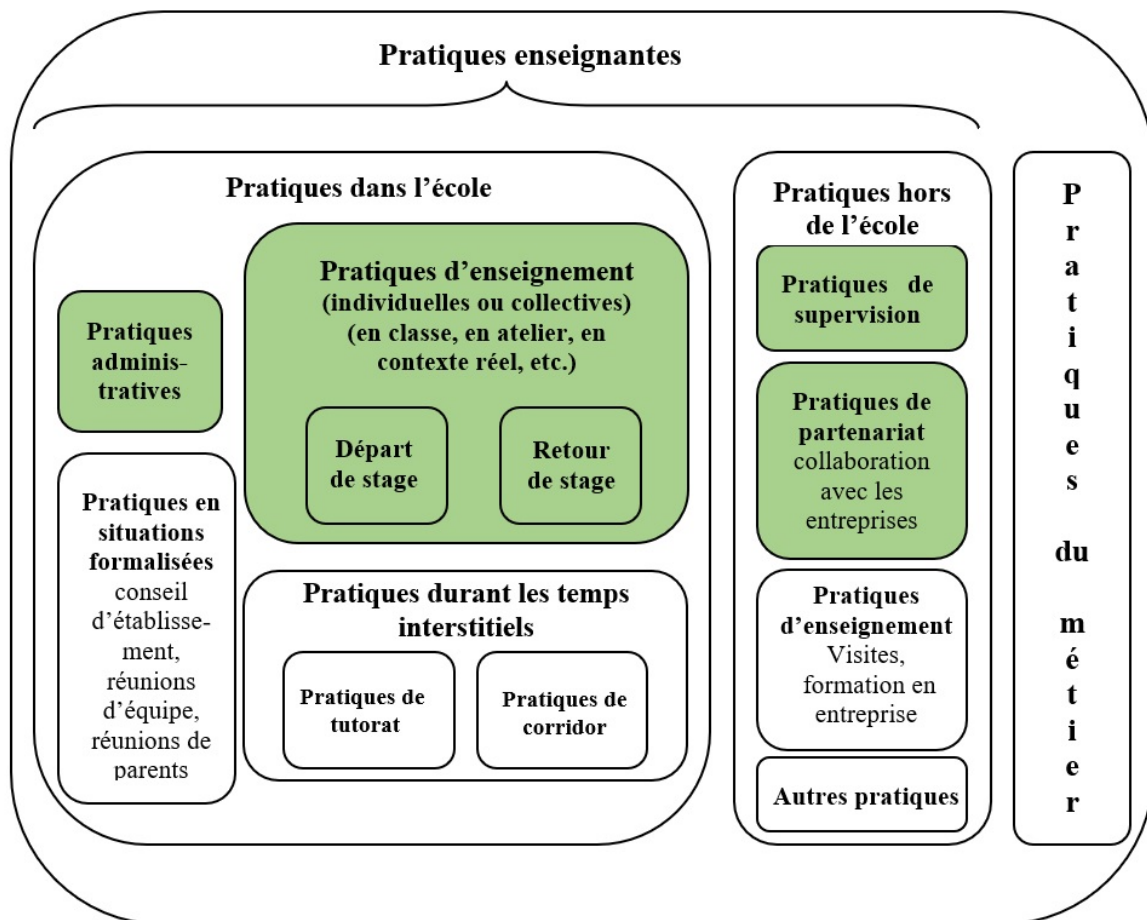 Pratiques enseignantes
Pratiques dans l'école
Pratiques d'enseignement
(individuelles ou collectives)
(en classe, en atelier, en
contexte réel, etc.)
Départ
de stage
Retour
de stage
Pratiques
adminis-
tratives
Pratiques en
situations
formalisées
conseil
d'établisse-
ment,
réunions
d'équipe,
réunions de
parents
Pratiques durant les temps
interstitiels
Pratiques de
tutorat
Pratiques de
corridor
Pratiques hors
de l'école
Pratiques de
supervision
Pratiques de
partenariat
collaboration
avec les
entreprises
Pratiques
d'enseignement
Visites,
formation en
entreprise
Autres pratiques
Pratiques du métier